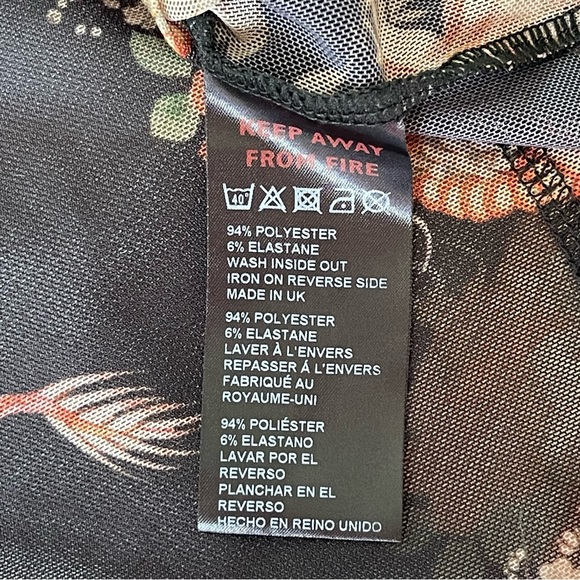 KEEP AWAY
FROM FIRE
40°
94% POLYESTER
6% ELASTANE
WASH INSIDE OUT
IRON ON REVERSE SIDE
MADE IN UK
94% POLYESTER
6% ELASTANE
LAVER À L'ENVERS
REPASSER Á L'ENVERS
FABRIQUÉ AU
ROYAUME-UNI
94% POLIÉSTER
6% ELASTANO
LAVAR POR EL
REVERSO
PLANCHAR EN EL
REVERSO
HECHO EN REINO UNIDO